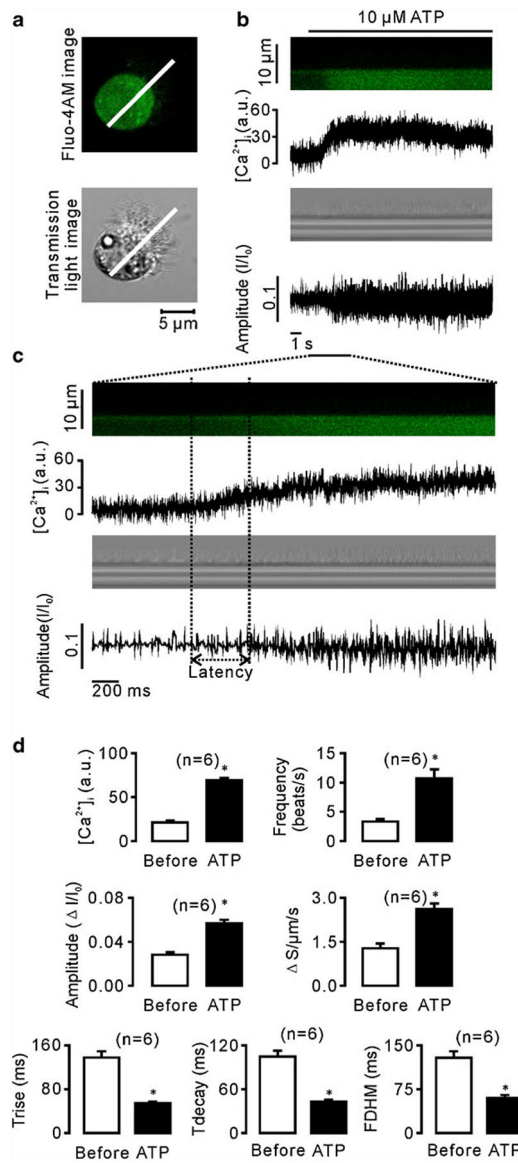 a
Fluo-4AM image
Transmission
light image
5 µm
b
10 µM ATP
10 µm
[Ca²⁺]i (a.u.)
60
30
0
Amplitude (I/I₀)
0.1
1 s
c
10 µm
[Ca²⁺]i (a.u.)
60
30
0
Amplitude(I/I₀)
0.1
Latency
200 ms
d
[Ca²⁺]i (a.u.)
100
50
0
(n=6)
*
Before ATP
Frequency
(beats/s)
15
10
5
0
(n=6)
*
Before ATP
Amplitude (Δ I/I₀)
0.08
0.04
0.00
(n=6)
*
Before ATP
Δ S/µm/s
3.0
1.5
0.0
(n=6)
*
Before ATP
Trise (ms)
160
80
0
(n=6)
*
Before ATP
Tdecay (ms)
120
60
0
(n=6)
*
Before ATP
FDHM (ms)
150
75
0
(n=6)
*
Before ATP